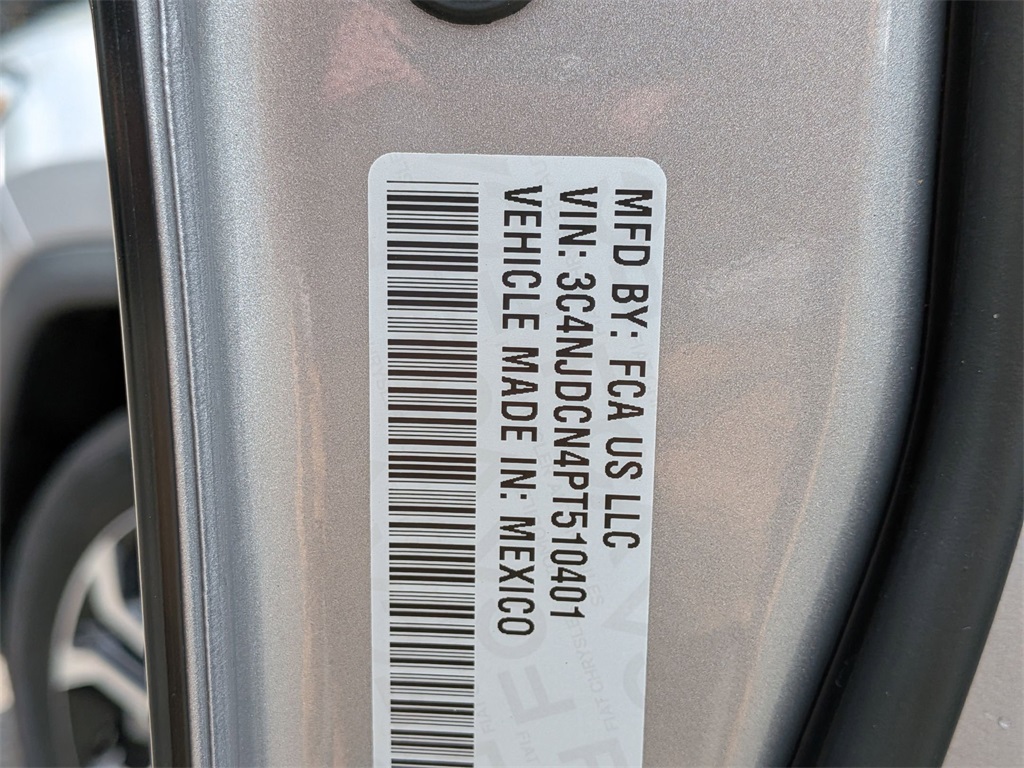 MFD BY: FCA US LLC
VIN: 3C4NJDCN4PT510401
VEHICLE MADE IN: MEXICO